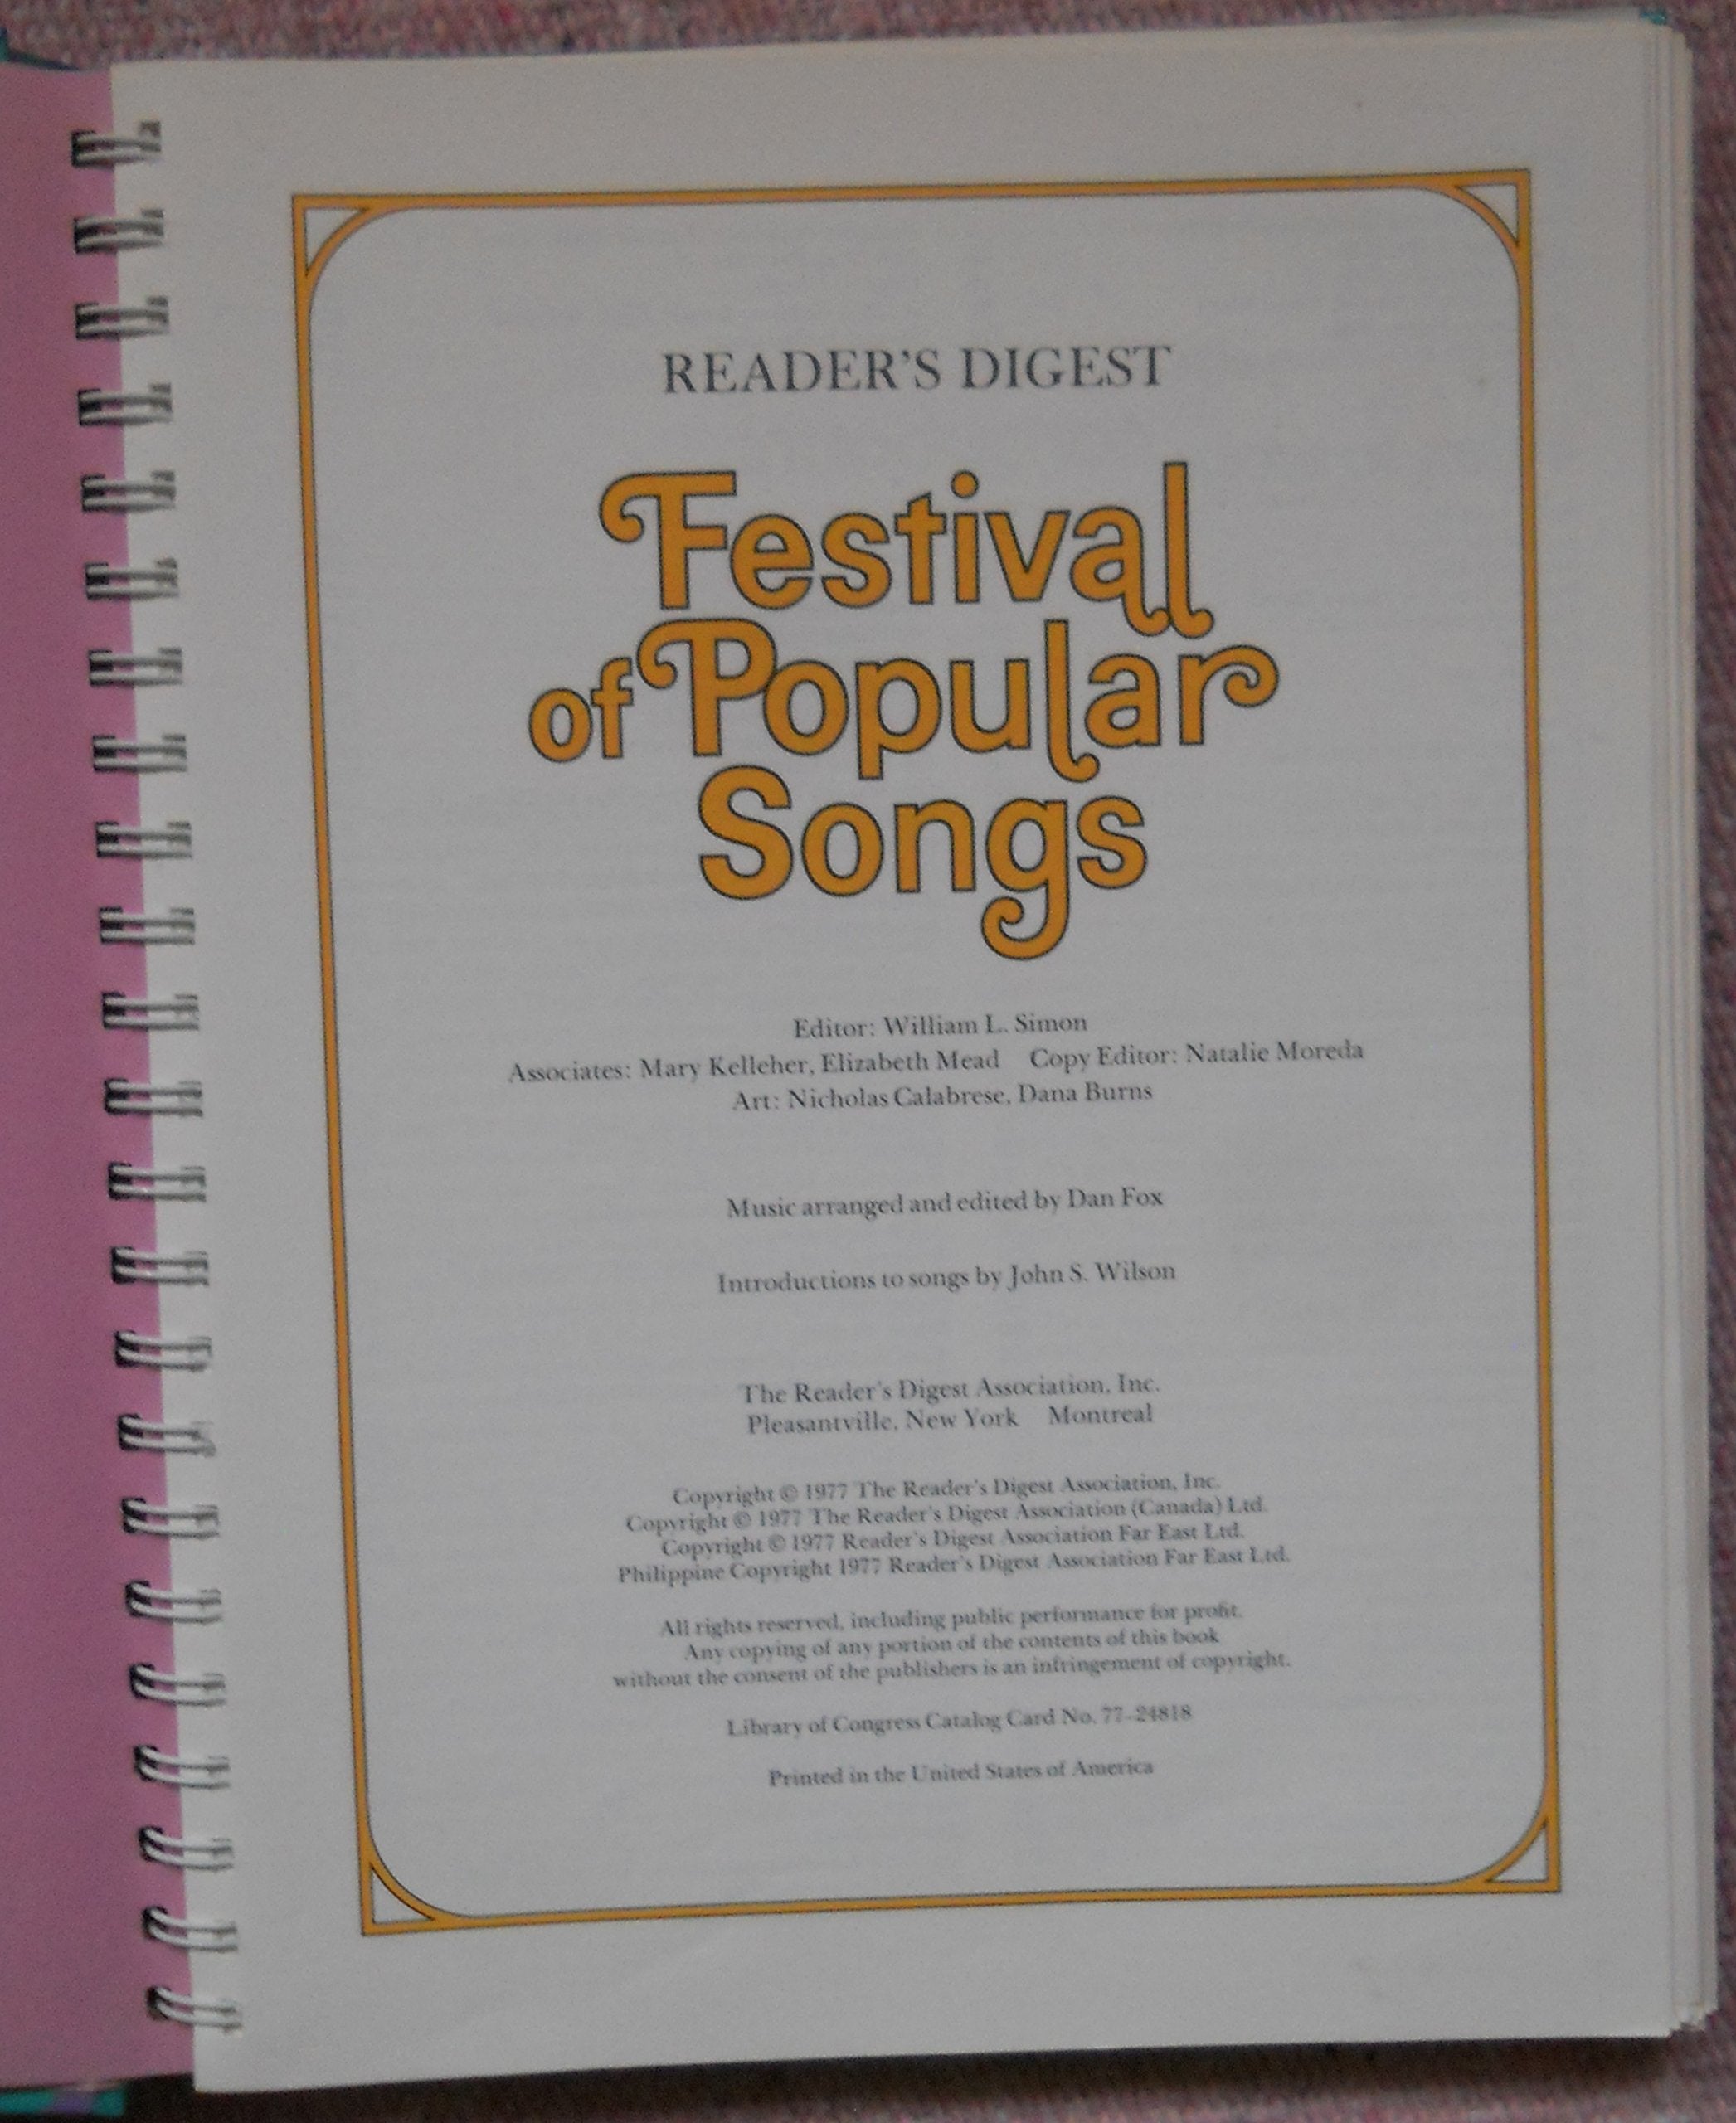 READER'S DIGEST
Festival
of Popular
Songs
Editor: William L. Simon
Associates: Mary Kelleher, Elizabeth Mead Copy Editor: Natalie Moreda
Art: Nicholas Calabrese, Dana Burns
Music arranged and edited by Dan Fox
Introductions to songs by John S. Wilson
The Reader's Digest Association, Inc.
Pleasantville, New York Montreal
Copyright © 1977 The Reader's Digest Association, Inc.
Copyright © 1977 The Reader's Digest Association (Canada) Ltd.
Copyright © 1977 Reader's Digest Association Far East Ltd.
Philippine Copyright 1977 Reader's Digest Association Far East Ltd.
All rights reserved, including public performance for profit.
Any copying of any portion of the contents of this book
without the consent of the publishers is an infringement of copyright.
Library of Congress Catalog Card No. 77-24818
Printed in the United States of America